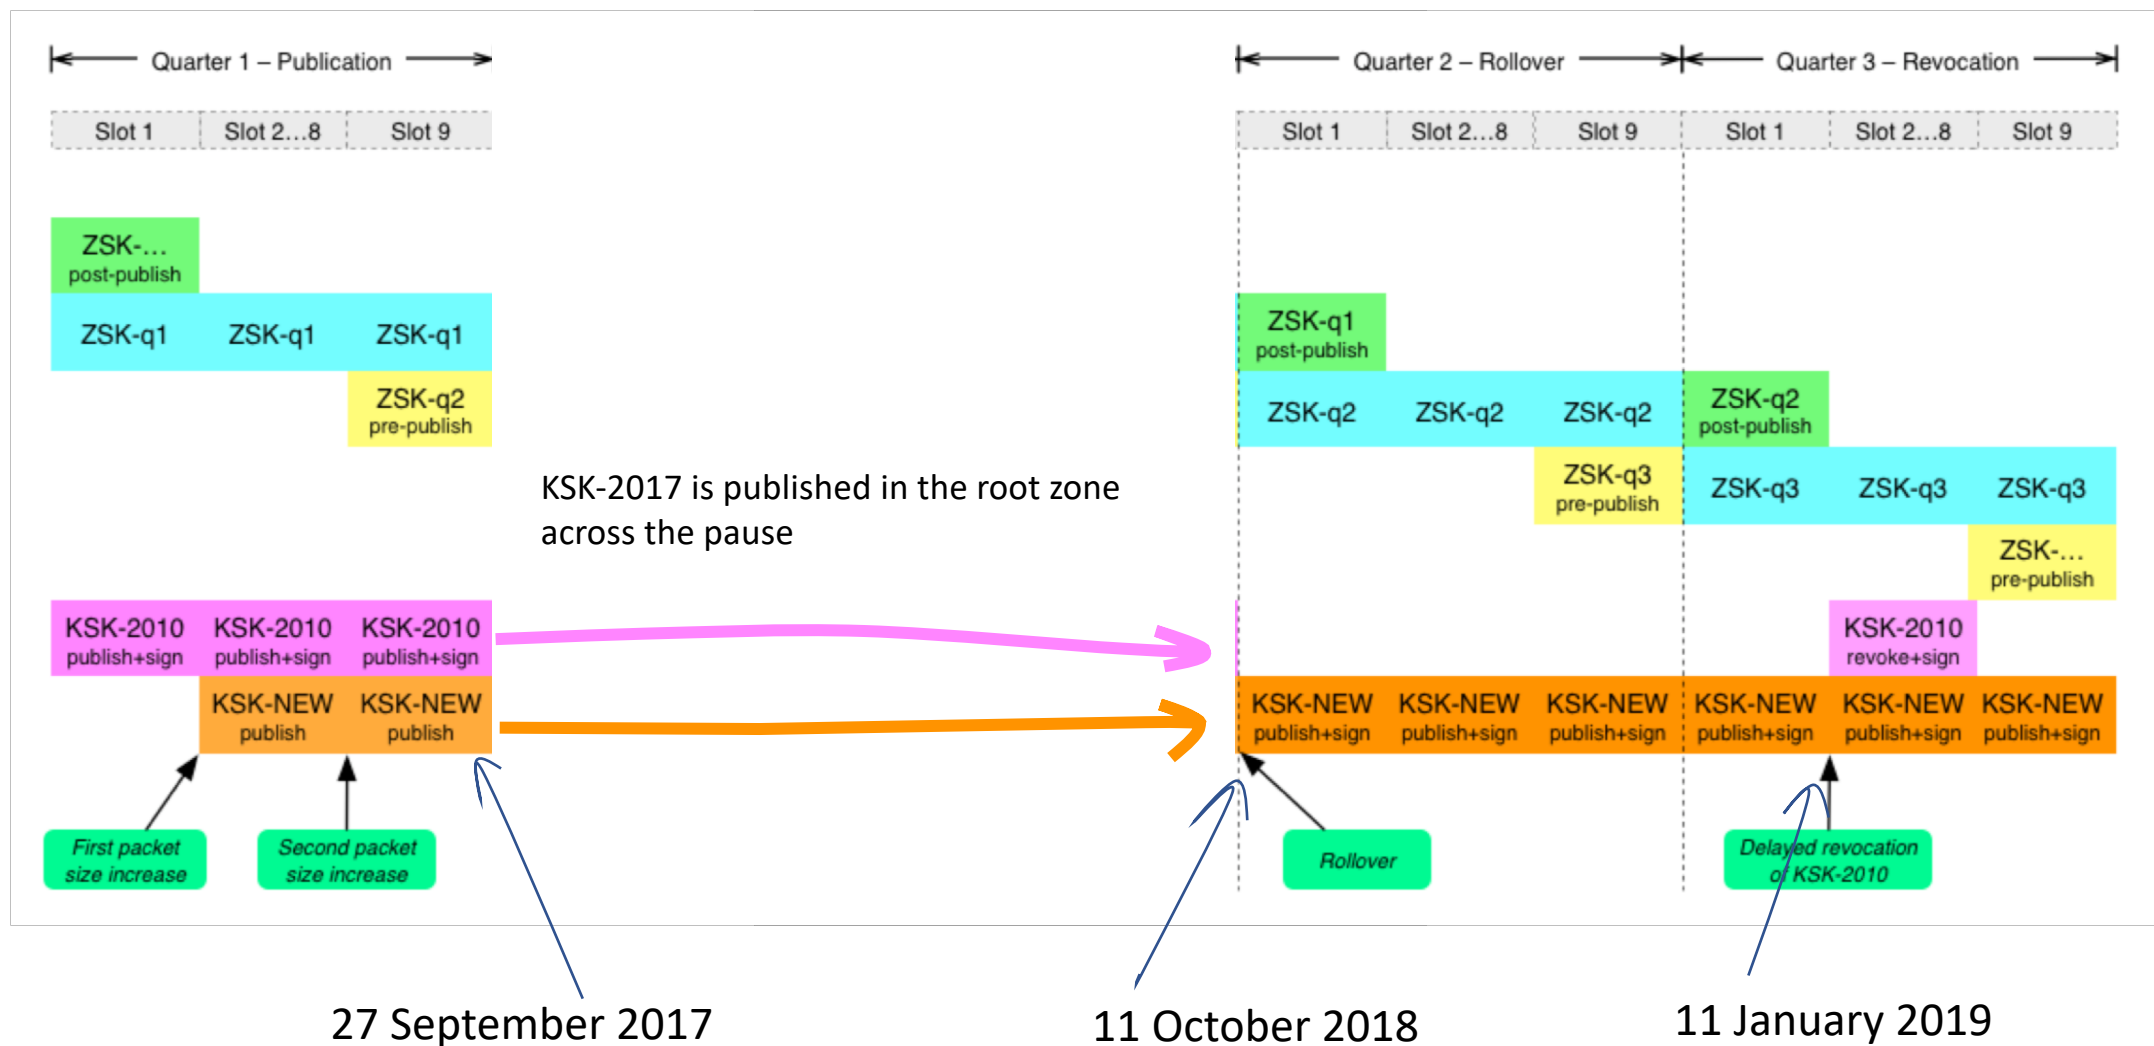 Quarter 1 – Publication
Quarter 2 – Rollover
Quarter 3 – Revocation
Slot 1
Slot 2...8
Slot 9
Slot 1
Slot 2...8
Slot 9
Slot 1
Slot 2...8
Slot 9
ZSK-...
post-publish
ZSK-q1
ZSK-q1
ZSK-q1
ZSK-q2
pre-publish
ZSK-q1
post-publish
ZSK-q2
ZSK-q2
ZSK-q2
ZSK-q2
post-publish
ZSK-q3
pre-publish
ZSK-q3
ZSK-q3
ZSK-q3
ZSK-...
pre-publish
KSK-2017 is published in the root zone
across the pause
KSK-2010
publish+sign
KSK-2010
publish+sign
KSK-2010
publish+sign
KSK-2010
revoke+sign
KSK-NEW
publish
KSK-NEW
publish
KSK-NEW
publish+sign
KSK-NEW
publish+sign
KSK-NEW
publish+sign
KSK-NEW
publish+sign
KSK-NEW
publish+sign
KSK-NEW
publish+sign
First packet
size increase
Second packet
size increase
Rollover
Delayed revocation
of KSK-2010
27 September 2017
11 October 2018
11 January 2019